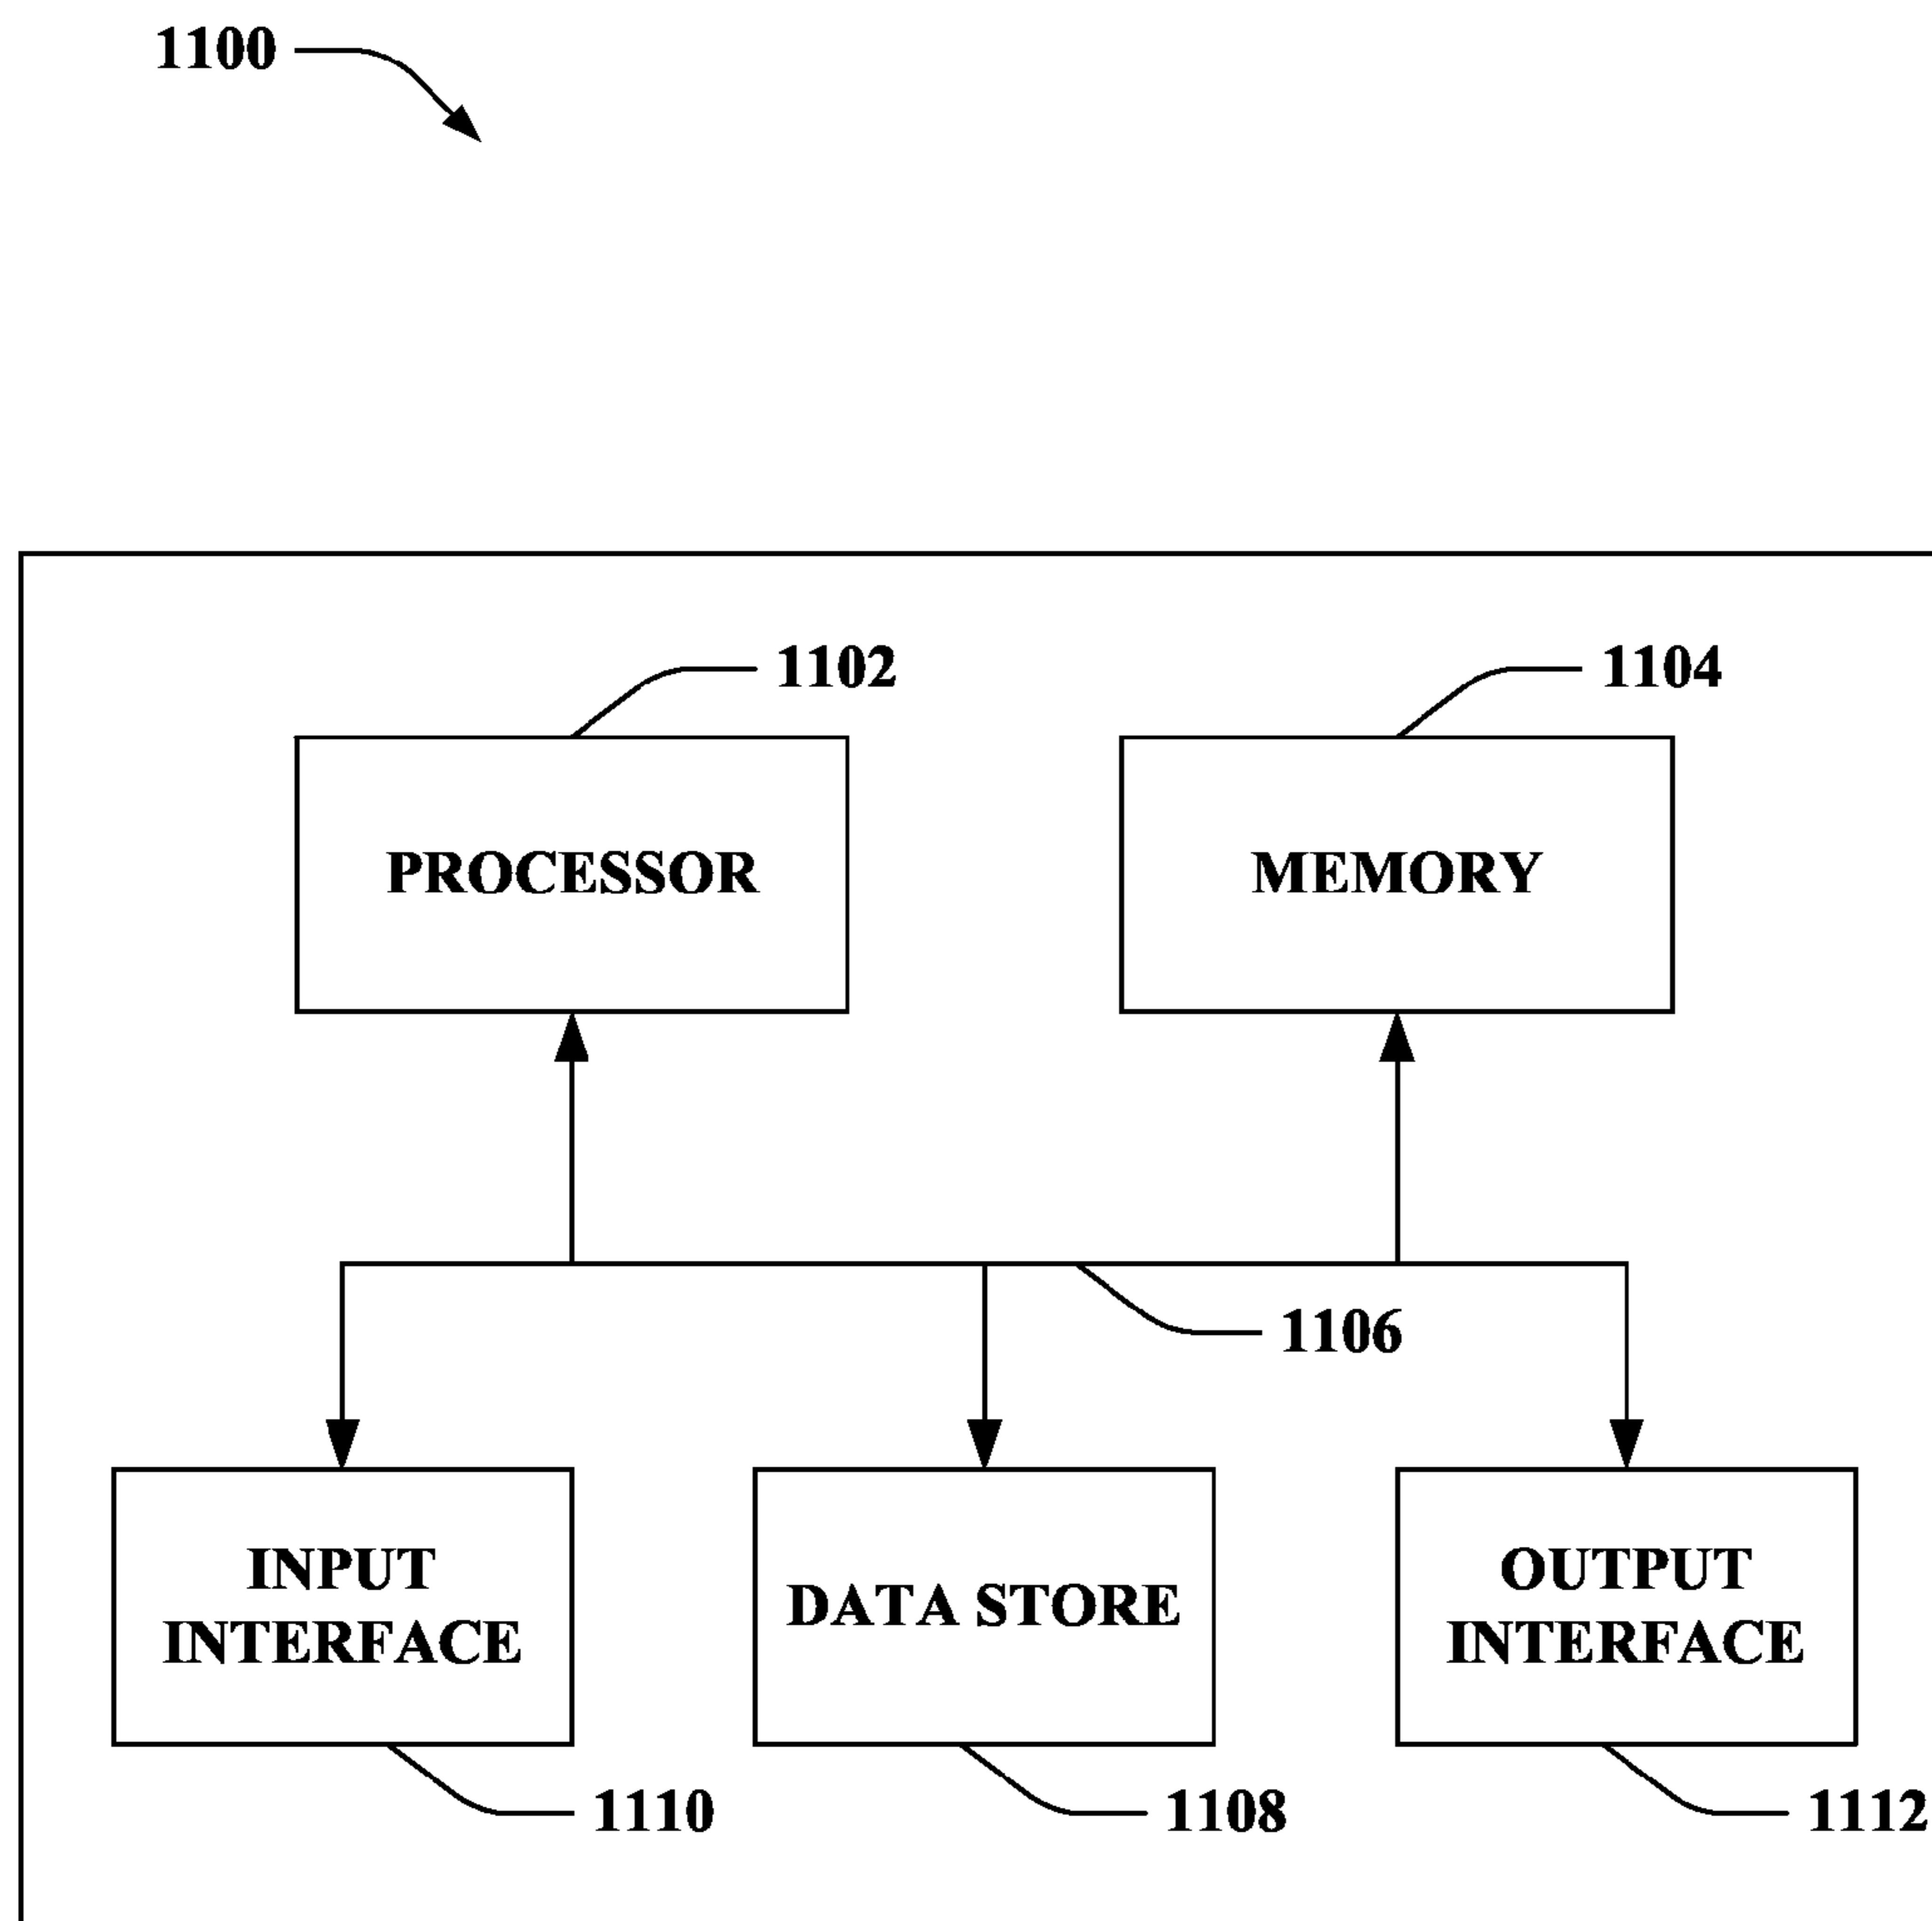 1100
1102
1104
PROCESSOR
MEMORY
1106
INPUT
INTERFACE
DATA STORE
OUTPUT
INTERFACE
1110
1108
1112